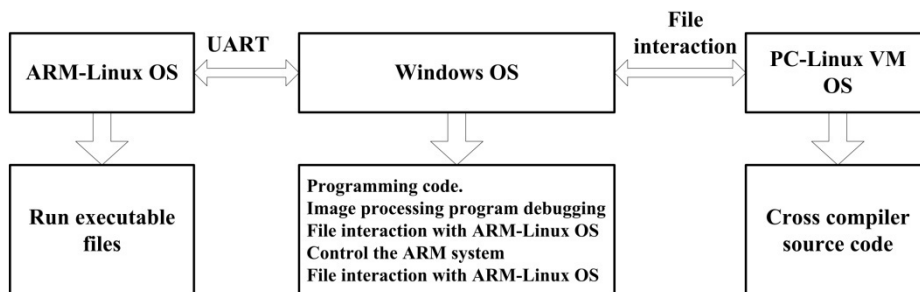 UART
File
interaction
ARM-Linux OS
Windows OS
PC-Linux VM
OS
Run executable
files
Programming code.
Image processing program debugging
File interaction with ARM-Linux OS
Control the ARM system
File interaction with ARM-Linux OS
Cross compiler
source code